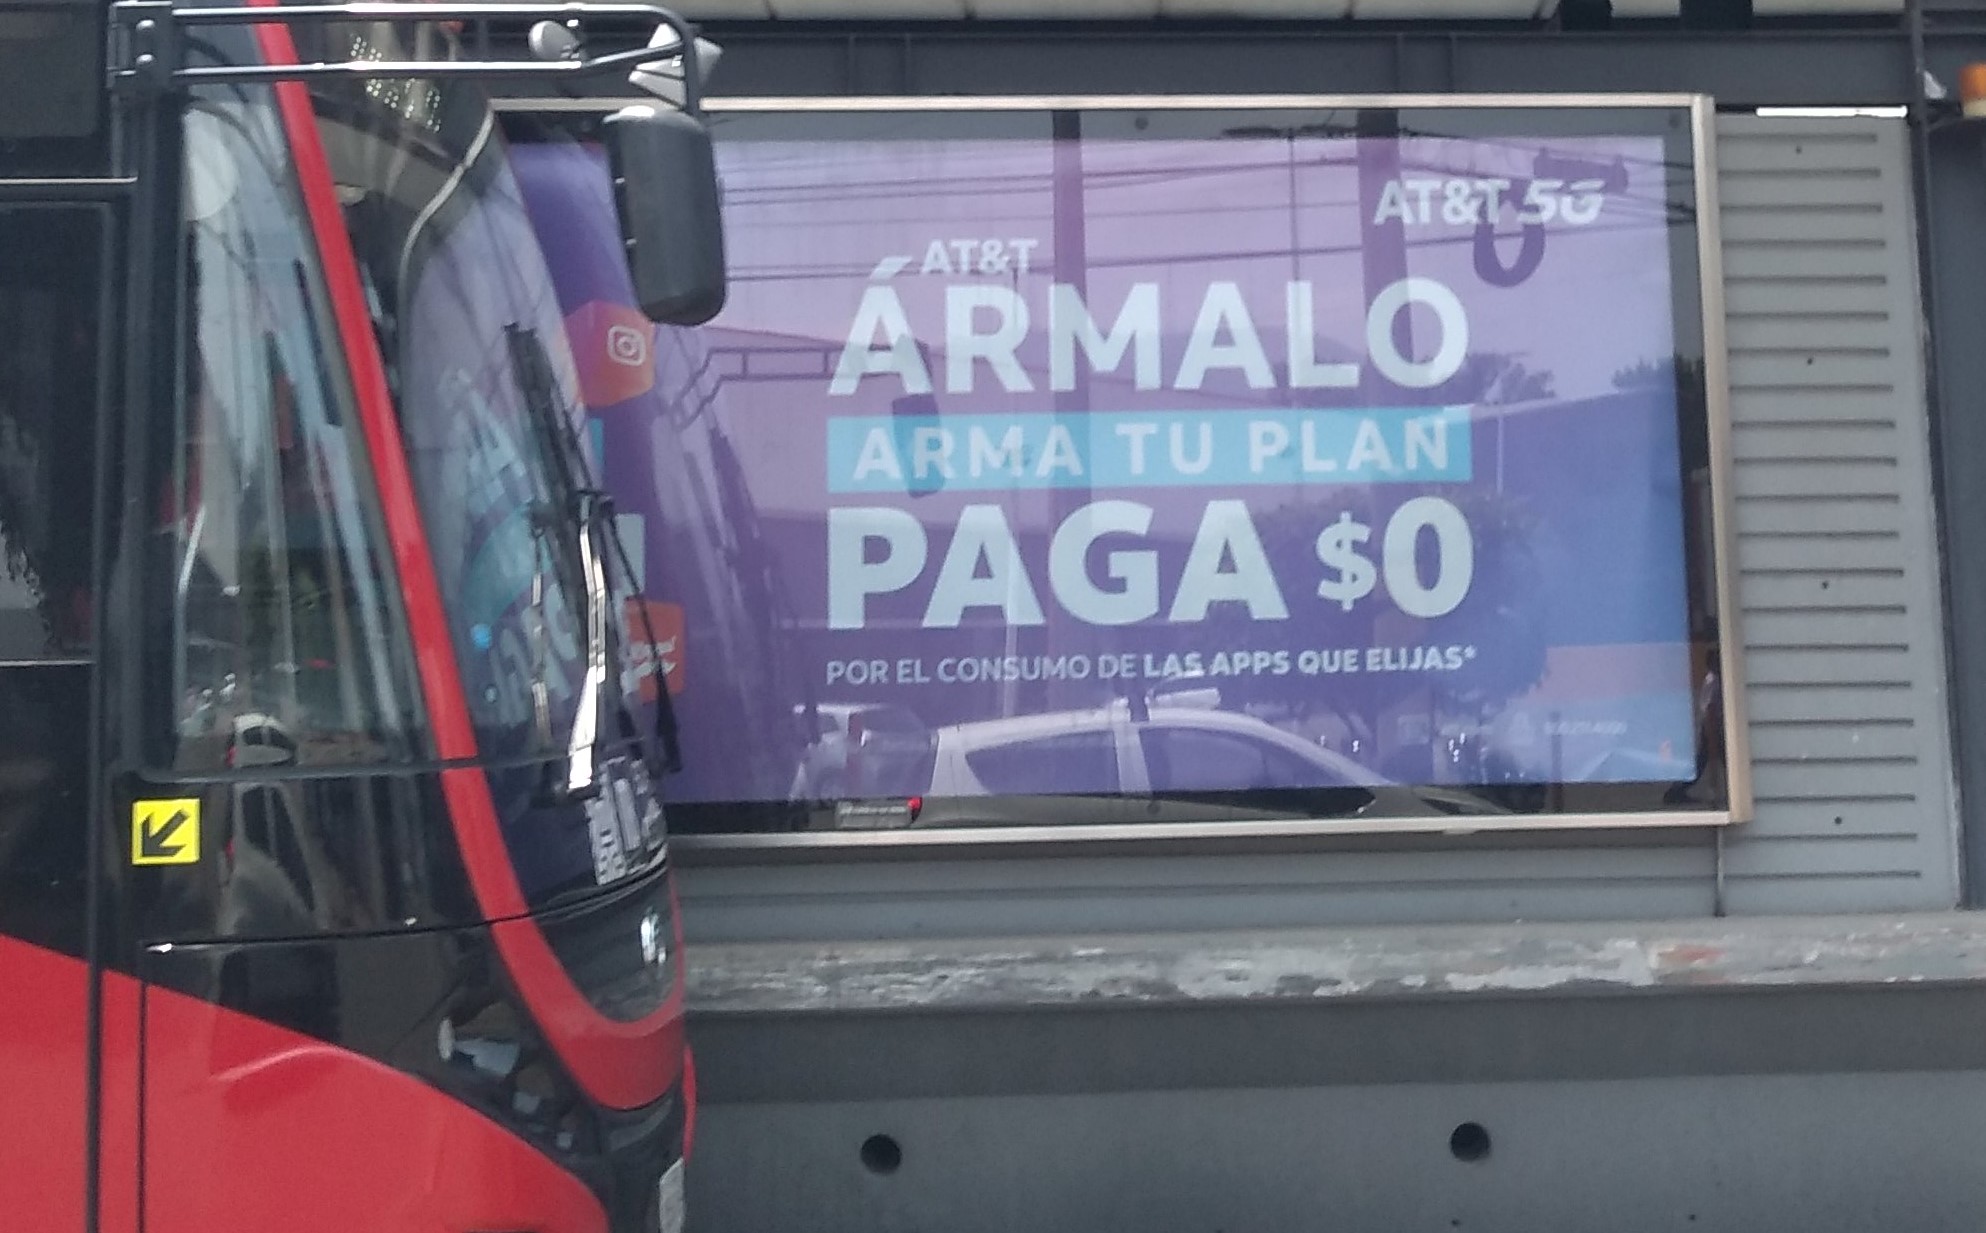 AT&T 5G
AT&T
ÁRMALO
ARMA TU PLAN
PAGA $0
POR EL CONSUMO DE LAS APPS QUE ELIJAS*